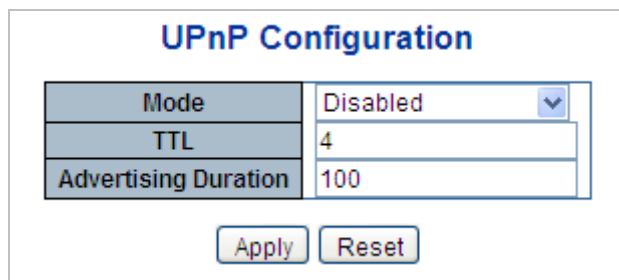 UPnP Configuration
Mode Disabled
TTL 4
Advertising Duration 100
Apply Reset